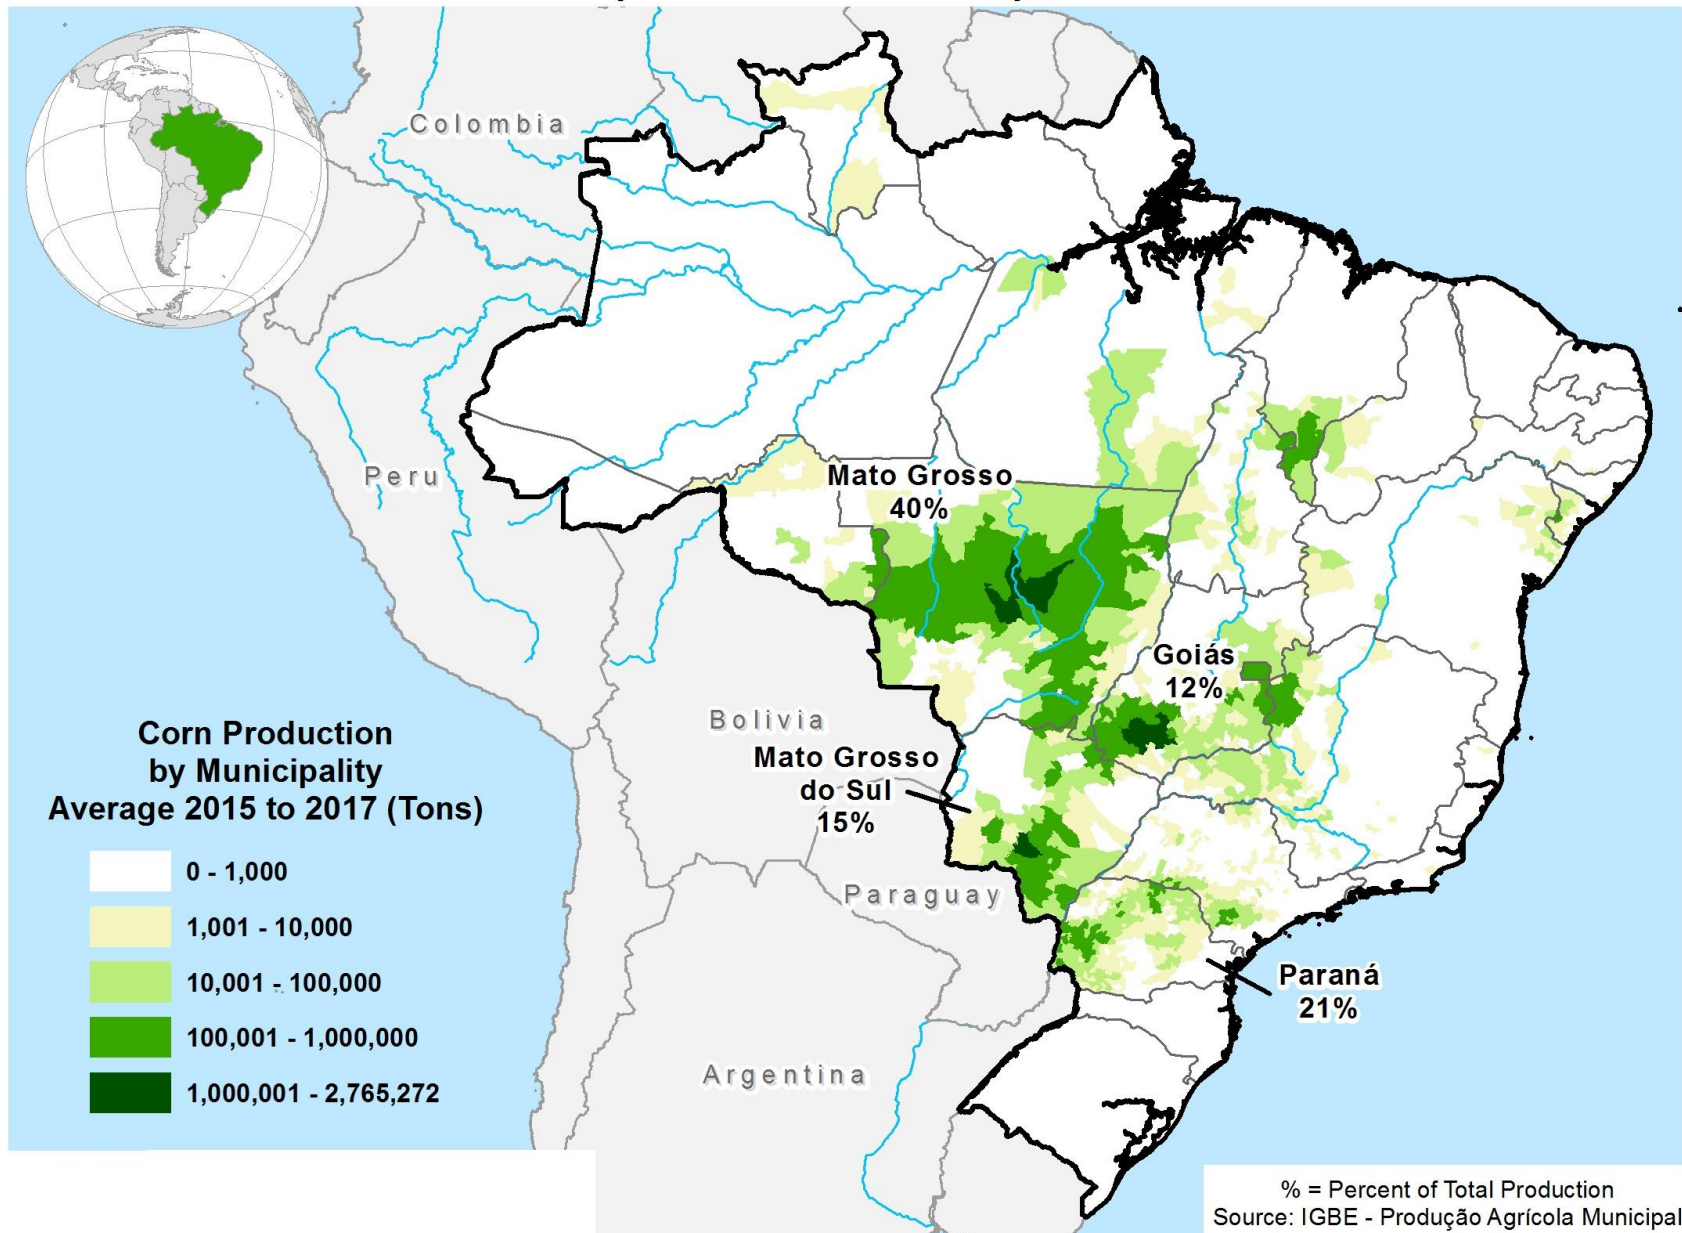 Colombia
Peru
Mato Grosso
40%
Goiás
12%
Bolivia
Mato Grosso
do Sul
15%
Paraguay
Paraná
21%
Argentina
Corn Production
by Municipality
Average 2015 to 2017 (Tons)
0 - 1,000
1,001 - 10,000
10,001 - 100,000
100,001 - 1,000,000
1,000,001 - 2,765,272
% = Percent of Total Production
Source: IGBE - Produção Agrícola Municipal